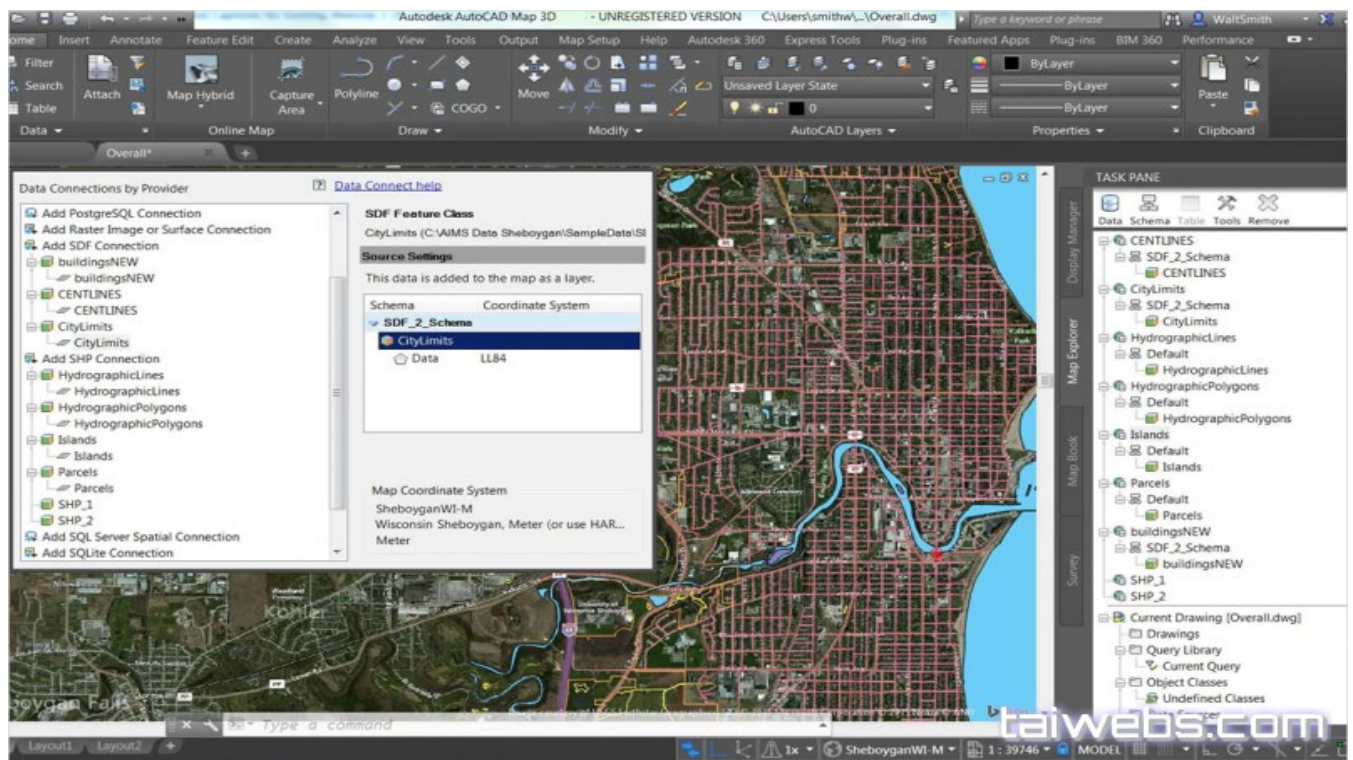 Autodesk AutoCAD Map 3D - UNREGISTERED VERSION C:\Users\smithw\...\Overall.dwg
Type a keyword or phrase
WaltSmith
ome Insert Annotate Feature Edit Create Analyze View Tools Output Map Setup Help Autodesk 360 Express Tools Plug-ins Featured Apps Plug-ins BIM 360 Performance
Filter
Search
Table
Attach
Map Hybrid
Capture
Area
Polyline
COGO
Move
Unsaved Layer State
0
ByLayer
ByLayer
ByLayer
Paste
Data
Online Map
Draw
Modify
AutoCAD Layers
Properties
Clipboard
Overall*
Data Connections by Provider
Add PostgreSQL Connection
Add Raster Image or Surface Connection
Add SDF Connection
buildingsNEW
buildingsNEW
CENTLINES
CENTLINES
CityLimits
CityLimits
Add SHP Connection
HydrographicLines
HydrographicLines
HydrographicPolygons
HydrographicPolygons
Islands
Islands
Parcels
Parcels
SHP_1
SHP_2
Add SQL Server Spatial Connection
Add SQLite Connection
Data Connect help
SDF Feature Class
CityLimits (C:\AIMS Data Sheboygan\SampleData\SI
Source Settings
This data is added to the map as a layer.
Schema Coordinate System
SDF_2_Schema
CityLimits
Data LL84
Map Coordinate System
SheboyganWI-M
Wisconsin Sheboygan, Meter (or use HAR...
Meter
Kohler
boygan Falls
Display Manager
Map Explorer
Map Book
Survey
TASK PANE
Data Schema Table Tools Remove
CENTLINES
SDF_2_Schema
CENTLINES
CityLimits
SDF_2_Schema
CityLimits
HydrographicLines
Default
HydrographicLines
HydrographicPolygons
Default
HydrographicPolygons
Islands
Default
Islands
Parcels
Default
Parcels
buildingsNEW
SDF_2_Schema
buildingsNEW
SHP_1
SHP_2
Current Drawing [Overall.dwg]
Drawings
Query Library
Current Query
Object Classes
Undefined Classes
taiwebs.com
Type a command
Layout1 Layout2
1x SheboyganWI-M 1:39746 MODEL